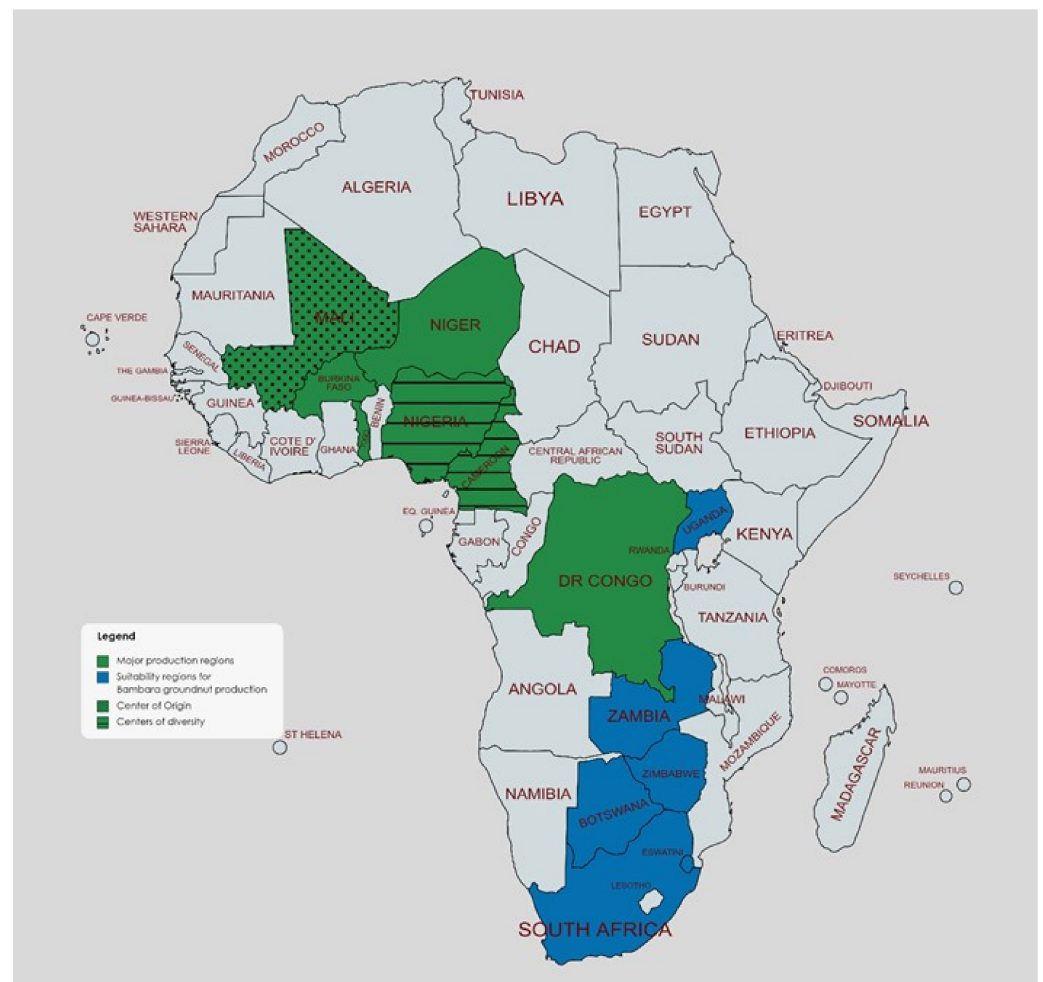 TUNISIA
MOROCCO
ALGERIA
LIBYA
EGYPT
WESTERN
SAHARA
MAURITANIA
MALI
NIGER
CHAD
SUDAN
ERITREA
CAPE VERDE
SENEGAL
THE GAMBIA
GUINEA-BISSAU
GUINEA
BURKINA
FASO
DJIBOUTI
SOMALIA
SIERRA
LEONE
LIBERIA
COTE D'
IVOIRE
GHANA
BENIN
NIGERIA
CAMEROON
CENTRAL AFRICAN
REPUBLIC
SOUTH
SUDAN
ETHIOPIA
EQ. GUINEA
GABON
CONGO
UGANDA
KENYA
RWANDA
DR CONGO
BURUNDI
TANZANIA
SEYCHELLES
Legend
Major production regions
Suitability regions for
Bambara groundnut production
Center of Origin
Centers of diversity
ANGOLA
ZAMBIA
MALAWI
COMOROS
MAYOTTE
MOZAMBIQUE
ST HELENA
NAMIBIA
ZIMBABWE
BOTSWANA
MADAGASCAR
MAURITIUS
REUNION
ESWATINI
LESOTHO
SOUTH AFRICA